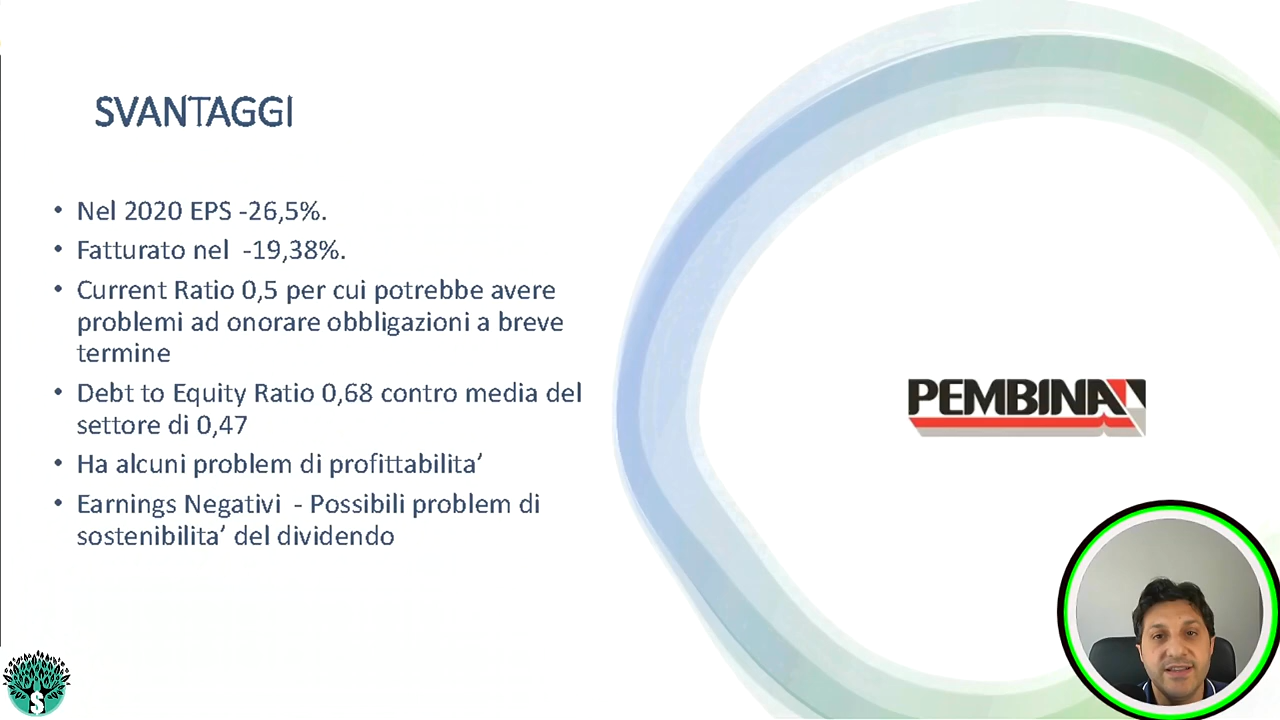 SVANTAGGI
• Nel 2020 EPS -26,5%.
• Fatturato nel -19,38%.
• Current Ratio 0,5 per cui potrebbe avere
problemi ad onorare obbligazioni a breve
termine
• Debt to Equity Ratio 0,68 contro media del
settore di 0,47
• Ha alcuni problem di profittabilita’
• Earnings Negativi - Possibili problem di
sostenibilita’ del dividendo
PEMBINA
$